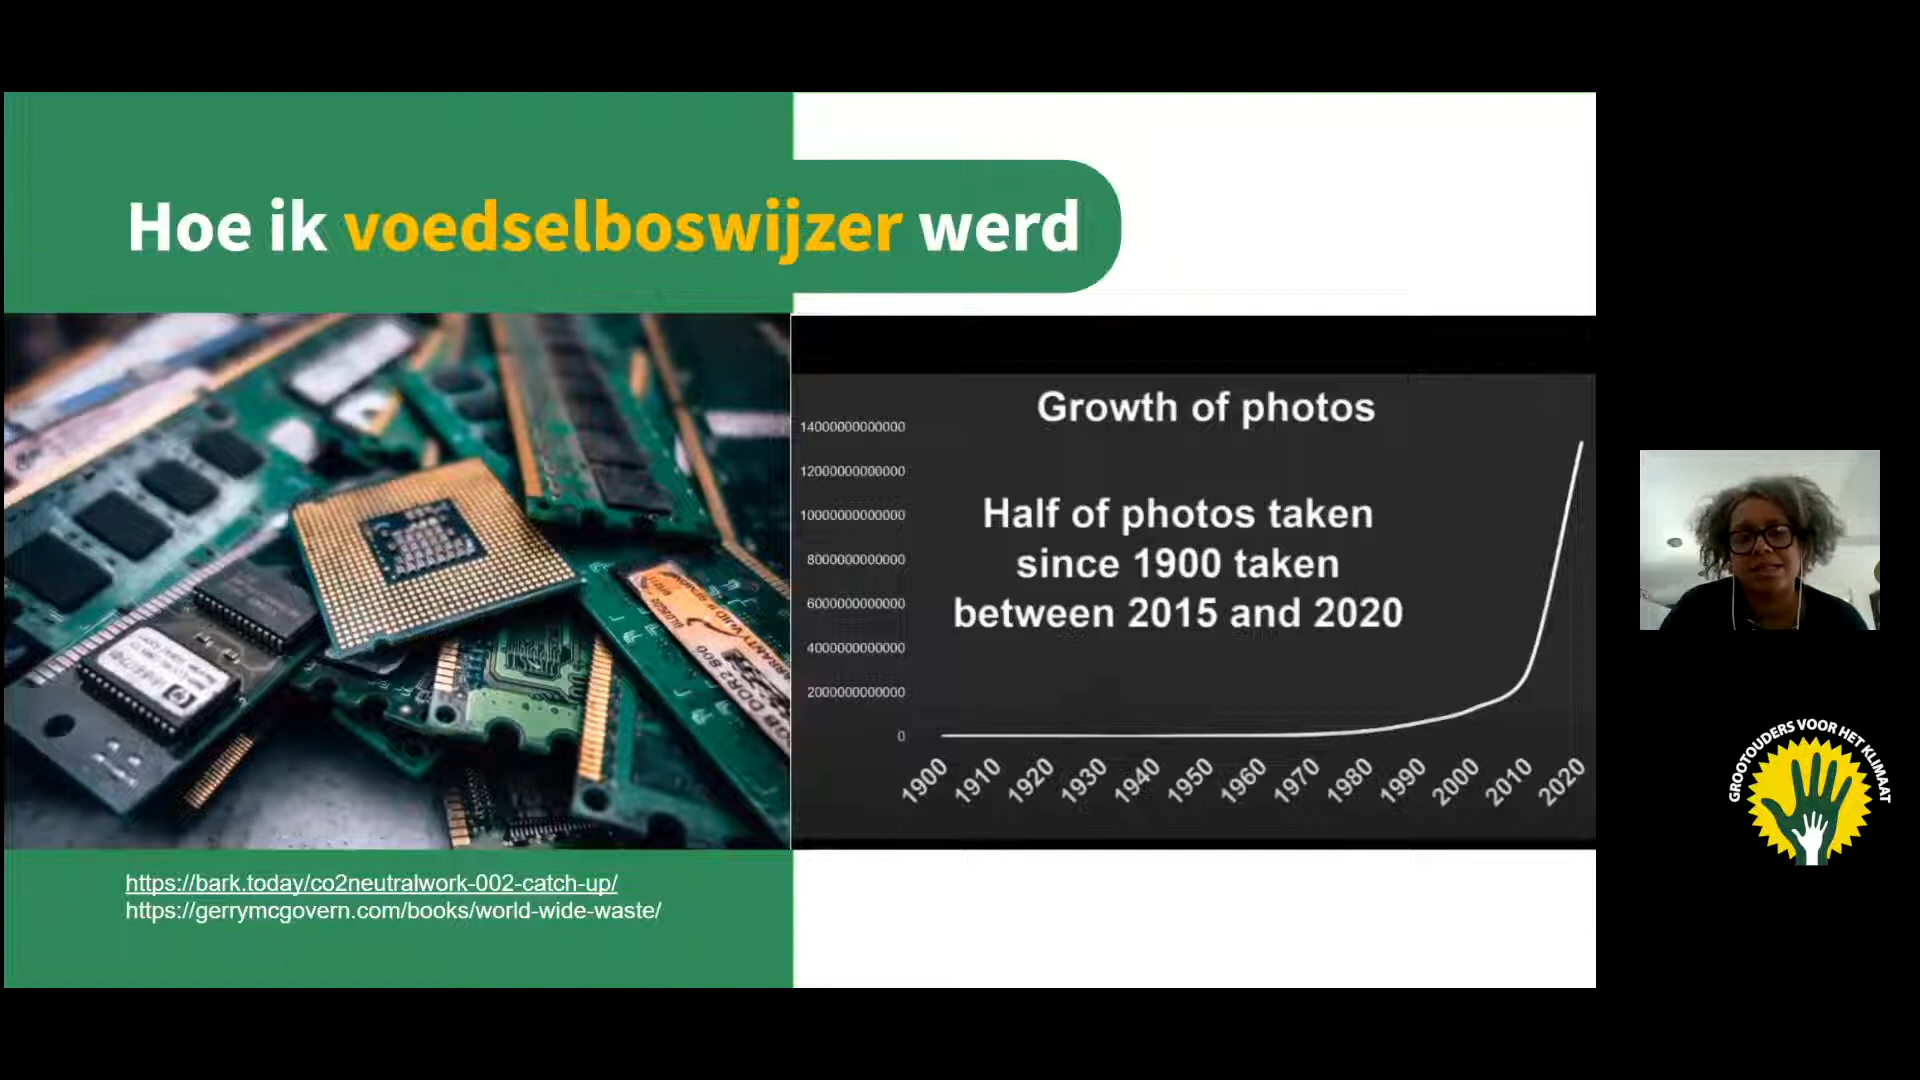 Hoe ik voedselboswijzer werd
Growth of photos
14000000000000
12000000000000
10000000000000
8000000000000
6000000000000
4000000000000
2000000000000
0
Half of photos taken
since 1900 taken
between 2015 and 2020
1900
1910
1920
1930
1940
1950
1960
1970
1980
1990
2000
2010
2020
https://bark.today/co2neutralwork-002-catch-up/
https://gerrymcgovern.com/books/world-wide-waste/
GROOTOUDERS VOOR HET KLIMAAT